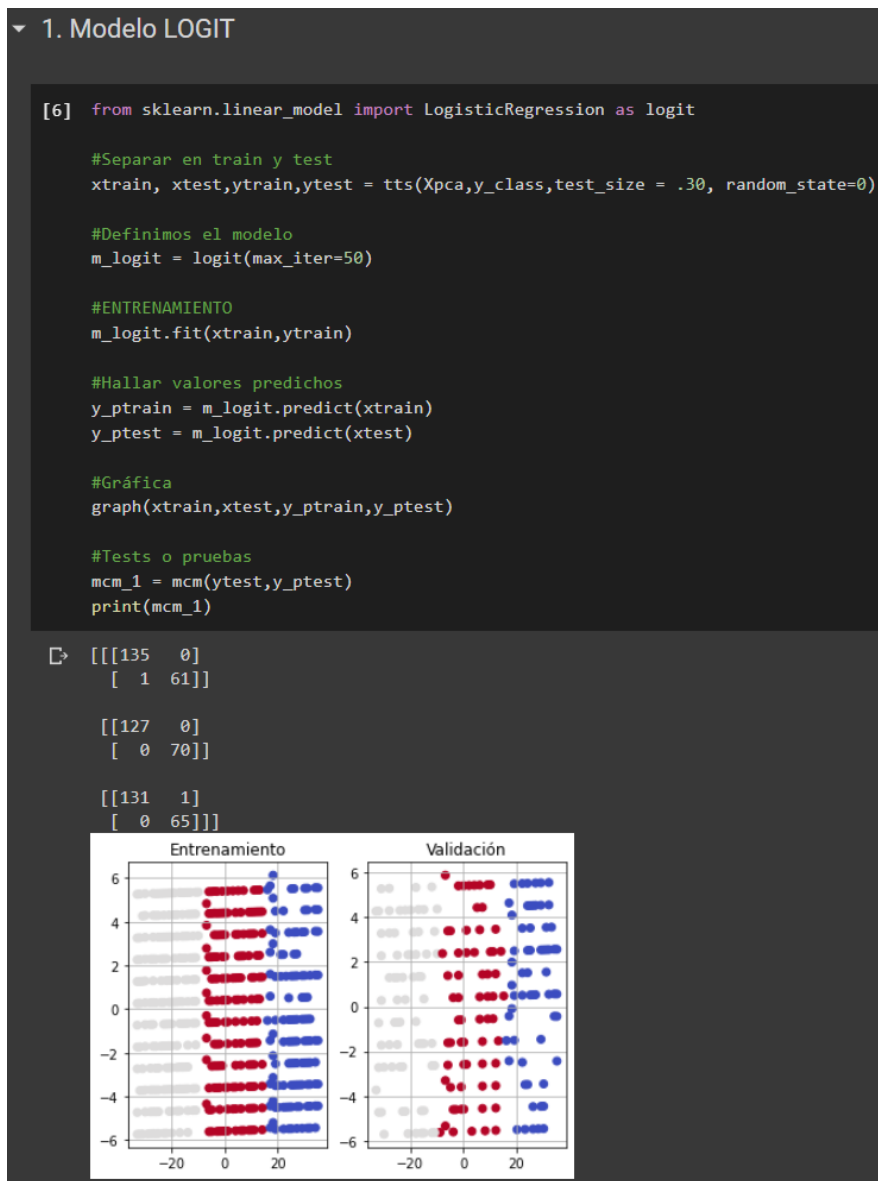 1. Modelo LOGIT
[6] from sklearn.linear_model import LogisticRegression as logit
#Separar en train y test
xtrain, xtest,ytrain,ytest = tts(Xpca,y_class,test_size = .30, random_state=0)
#Definimos el modelo
m_logit = logit(max_iter=50)
#ENTRENAMIENTO
m_logit.fit(xtrain,ytrain)
#Hallar valores predichos
y_ptrain = m_logit.predict(xtrain)
y_ptest = m_logit.predict(xtest)
#Gráfica
graph(xtrain,xtest,y_ptrain,y_ptest)
#Tests o pruebas
mcm_1 = mcm(ytest,y_ptest)
print(mcm_1)
[[[135 0]
[ 1 61]]
[[127 0]
[ 0 70]]
[[131 1]
[ 0 65]]]
Entrenamiento
6
4
2
0
−2
−4
−6
−20 0 20
Validación
6
4
2
0
−2
−4
−6
−20 0 20